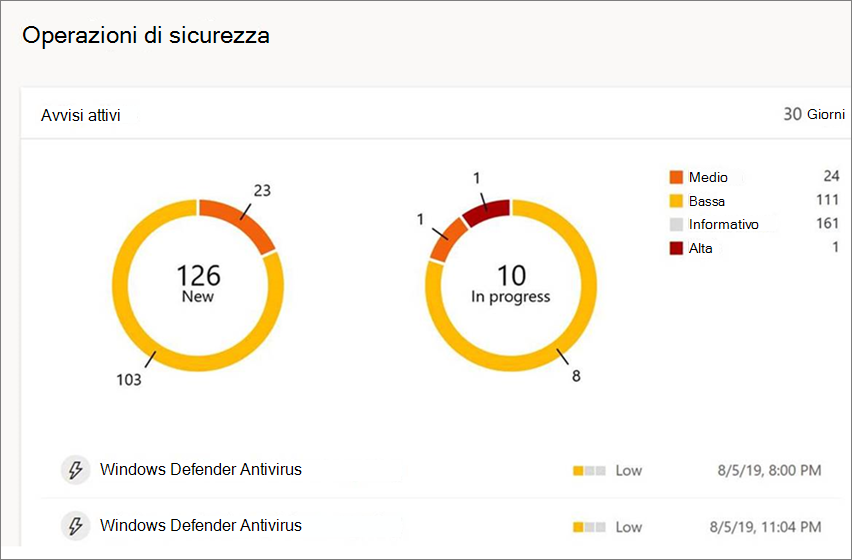 Operazioni di sicurezza
Avvisi attivi
30 Giorni
23
126
New
103
1
1
10
In progress
8
Medio 24
Bassa 111
Informativo 161
Alta 1
Windows Defender Antivirus Low 8/5/19, 8:00 PM
Windows Defender Antivirus Low 8/5/19, 11:04 PM